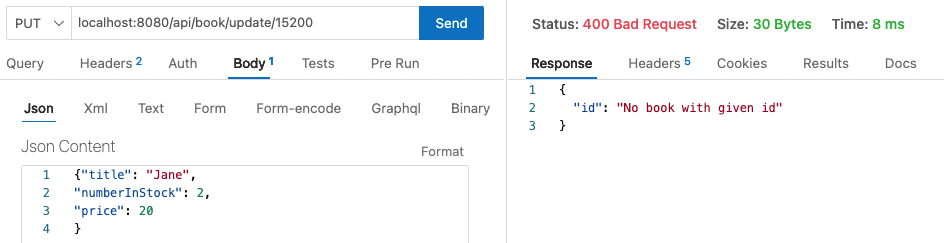 PUT localhost:8080/api/book/update/15200 Send
Query Headers 2 Auth Body 1 Tests Pre Run
Json Xml Text Form Form-encode Graphql Binary
Json Content Format
1 {"title": "Jane",
2 "numberInStock": 2,
3 "price": 20
4 }
Status: 400 Bad Request Size: 30 Bytes Time: 8 ms
Response Headers 5 Cookies Results Docs
1 {
2 "id": "No book with given id"
3 }